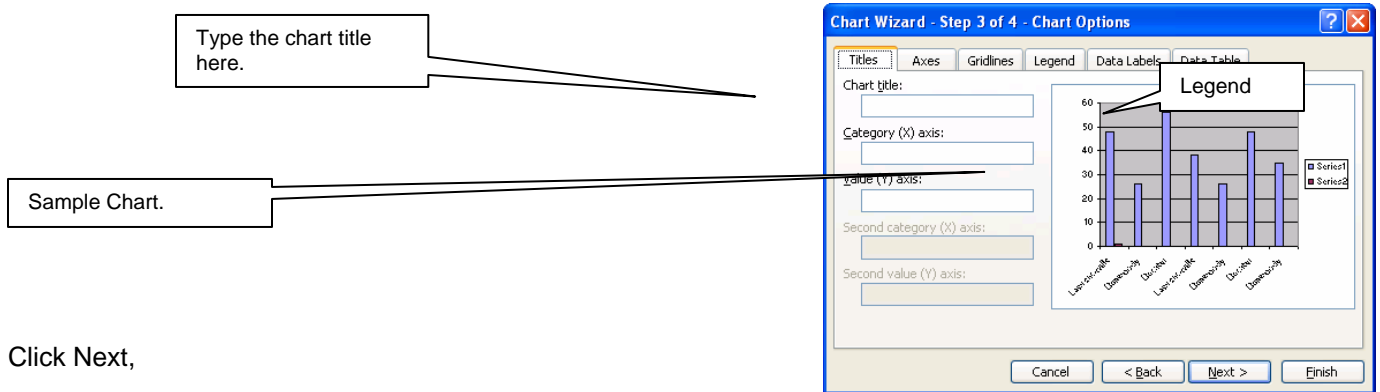 Type the chart title
here.
Sample Chart.
Click Next,
Chart Wizard - Step 3 of 4 - Chart Options
Titles Axes Gridlines Legend Data Labels Data Table
Legend
Chart title:
Category (X) axis:
Value (Y) axis:
Second category (X) axis:
Second value (Y) axis:
60
50
40
30
20
10
0
Series1
Series2
Cancel < Back Next > Finish